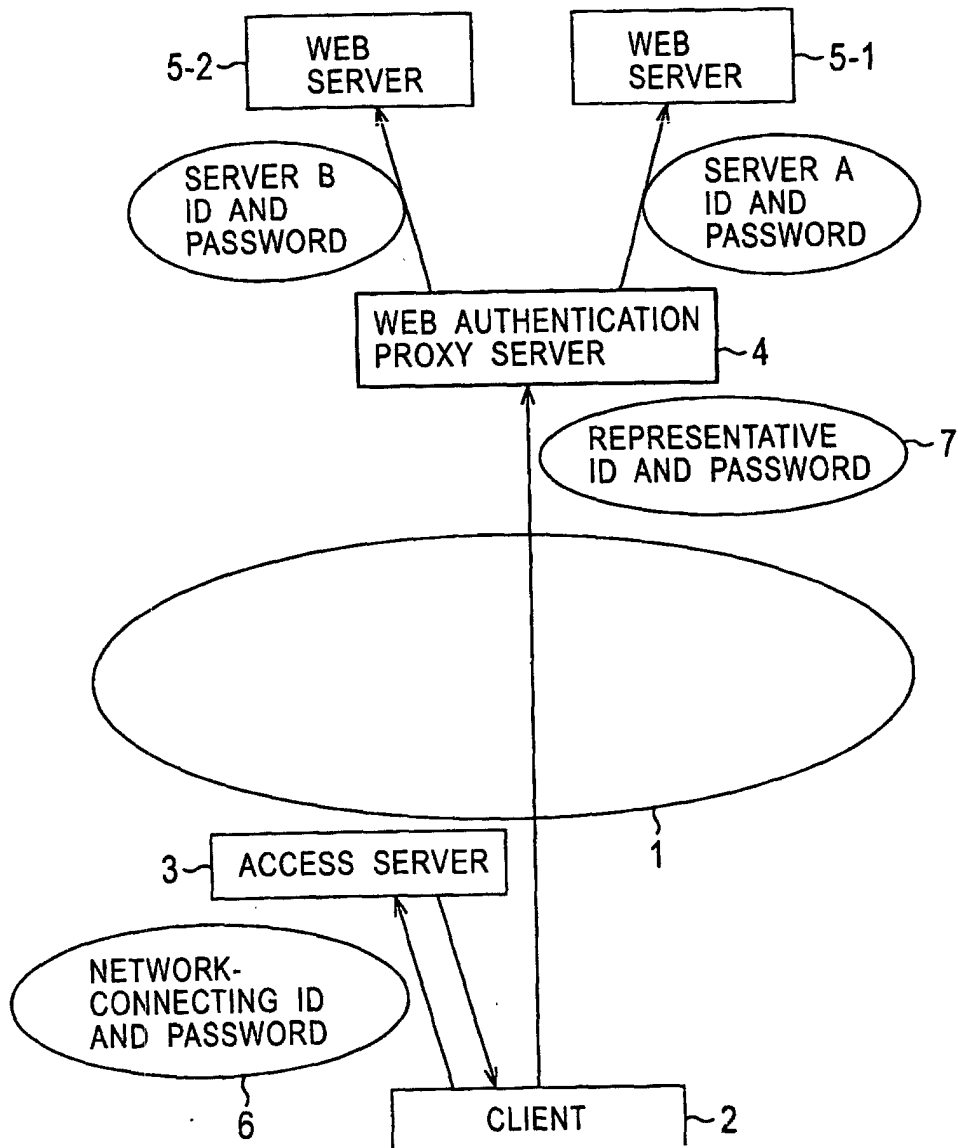 5-2
WEB
SERVER
WEB
SERVER
5-1
SERVER B
ID AND
PASSWORD
SERVER A
ID AND
PASSWORD
WEB AUTHENTICATION
PROXY SERVER
4
REPRESENTATIVE
ID AND PASSWORD
7
1
3
ACCESS SERVER
NETWORK-
CONNECTING ID
AND PASSWORD
6
CLIENT
2